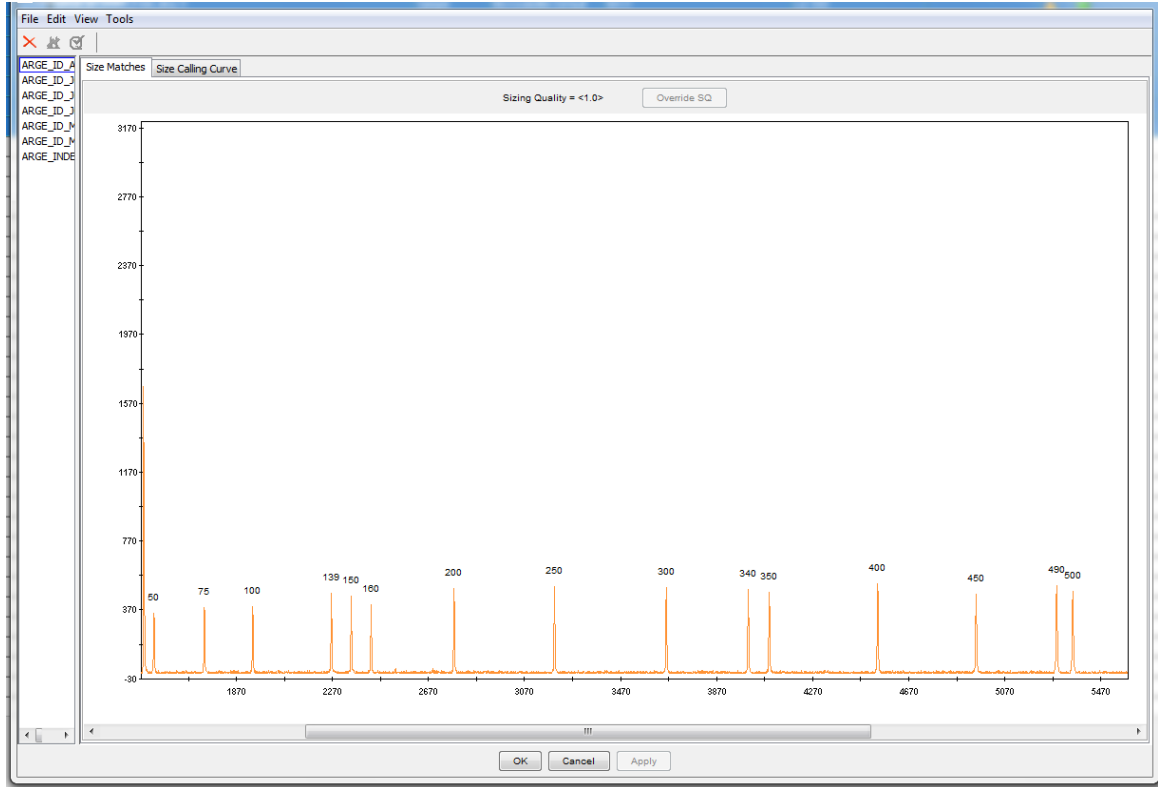 File Edit View Tools
ARGE_ID_A
ARGE_ID_J
ARGE_ID_J
ARGE_ID_J
ARGE_ID_M
ARGE_ID_M
ARGE_INDE
Size Matches Size Calling Curve
Sizing Quality = <1.0> Override SQ
3170
2770
2370
1970
1570
1170
770
370
-30
50 75 100 139 150 160 200 250 300 340 350 400 450 490 500
1870 2270 2670 3070 3470 3870 4270 4670 5070 5470
OK Cancel Apply